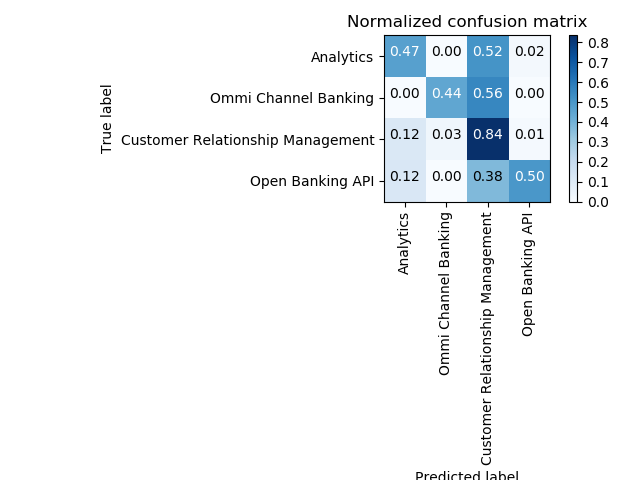 Normalized confusion matrix
True label
Analytics 0.47 0.00 0.52 0.02
Ommi Channel Banking 0.00 0.44 0.56 0.00
Customer Relationship Management 0.12 0.03 0.84 0.01
Open Banking API 0.12 0.00 0.38 0.50
0.8
0.7
0.6
0.5
0.4
0.3
0.2
0.1
0.0
Analytics
Ommi Channel Banking
Customer Relationship Management
Open Banking API
Predicted label